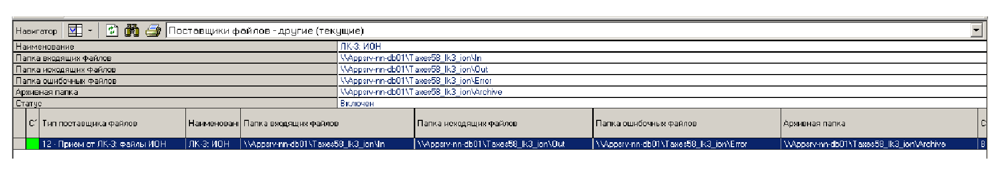 Навигатор Поставщики файлов - другие (текущие)
Наименование ЛК-3: ИОН
Папка входящих файлов \\Appsrv-nn-db01\Taxes58_lk3_ion\In
Папка исходящих файлов \\Appsrv-nn-db01\Taxes58_lk3_ion\Out
Папка ошибочных файлов \\Appsrv-nn-db01\Taxes58_lk3_ion\Error
Архивная папка \\Appsrv-nn-db01\Taxes58_lk3_ion\Archive
Статус Включен
Тип поставщика файлов Наименовани Папка входящих файлов Папка исходящих файлов Папка ошибочных файлов Архивная папка С
12 - Прием от ЛК-3: файлы ИОН ЛК-3: ИОН \\Appsrv-nn-db01\Taxes58_lk3_ion\In \\Appsrv-nn-db01\Taxes58_lk3_ion\Out \\Appsrv-nn-db01\Taxes58_lk3_ion\Error \\Appsrv-nn-db01\Taxes58_lk3_ion\Archive В